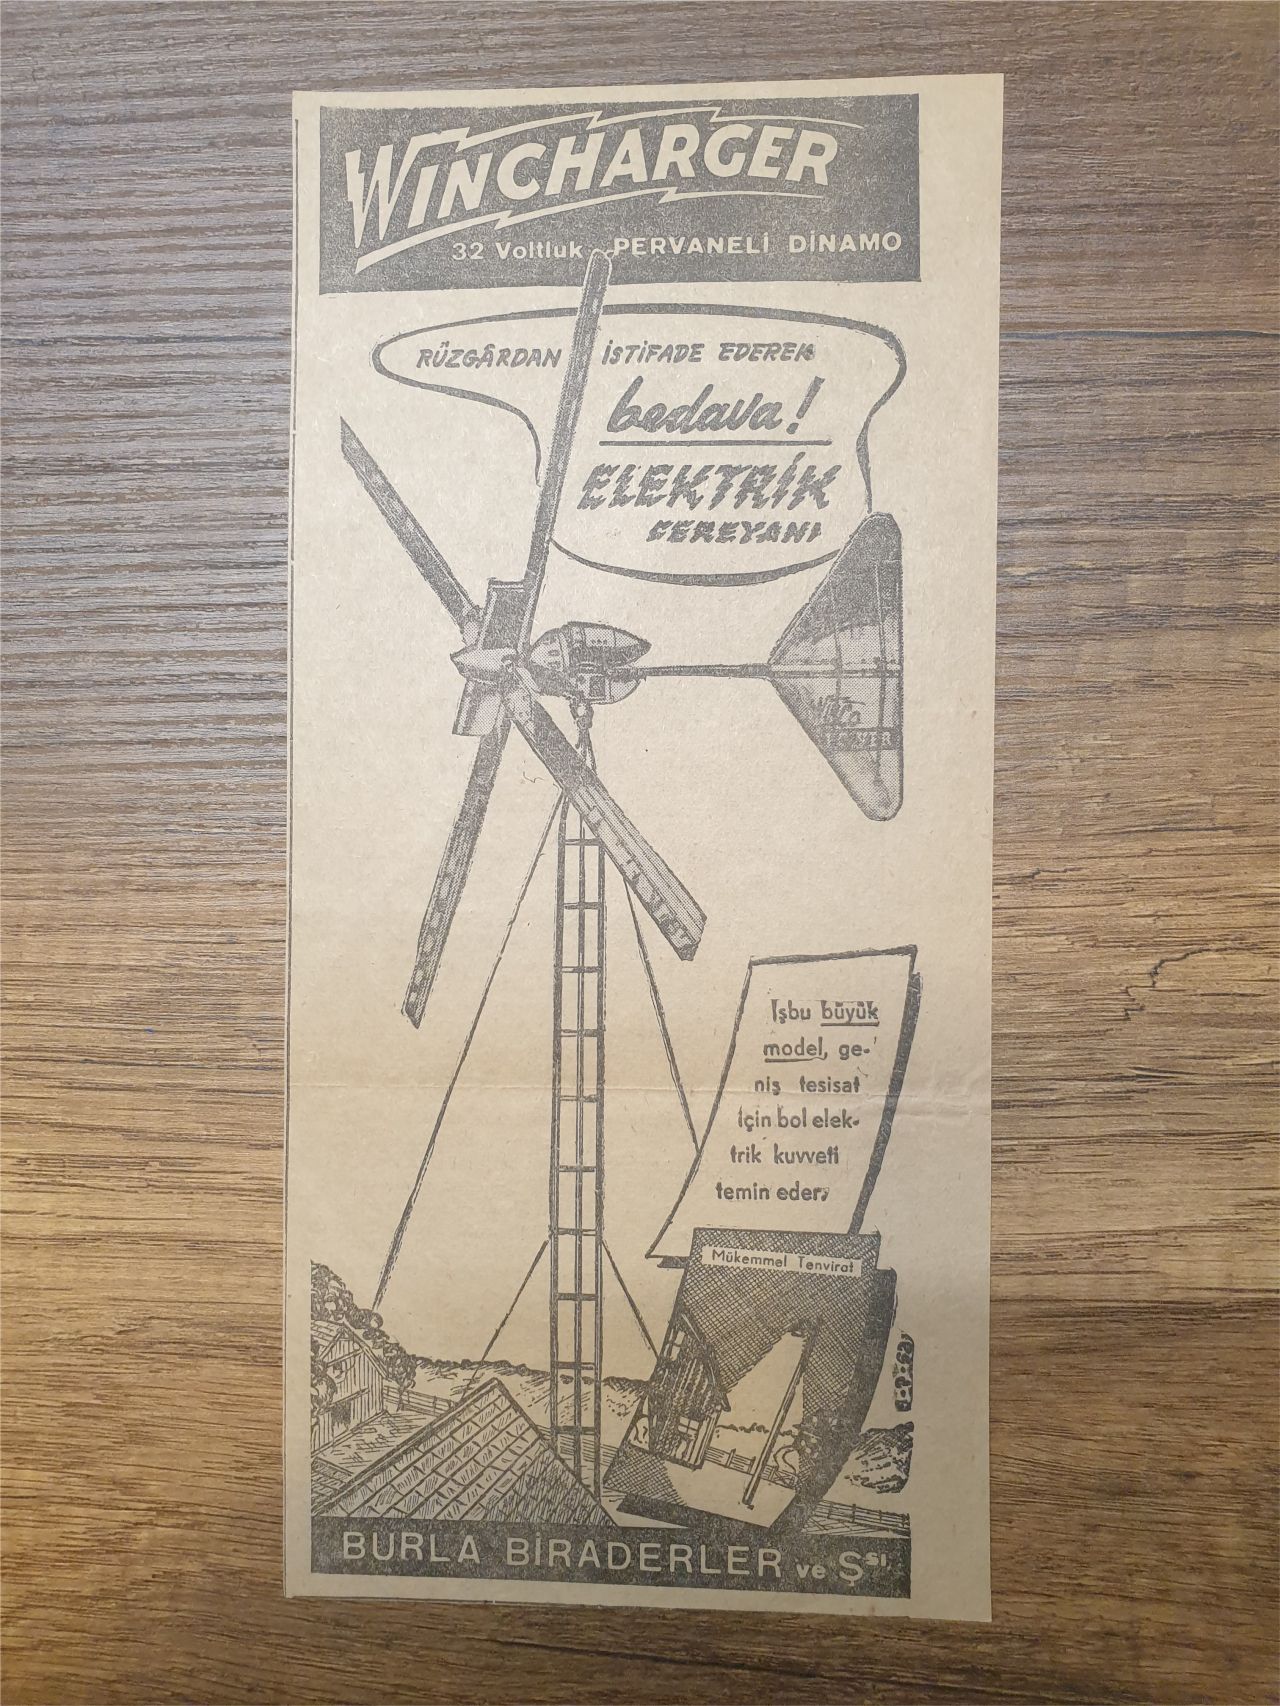 WINCHARGER
32 Voltluk PERVANELİ DİNAMO
RÜZGÂRDAN İSTİFADE EDEREK
bedava!
ELEKTRİK
CEREYANI
İşbu büyük
model, ge-
niş tesisat
için bol elek-
trik kuvveti
temin eder,
Mükemmel Tenvirat
BURLA BİRADERLER ve Şsı